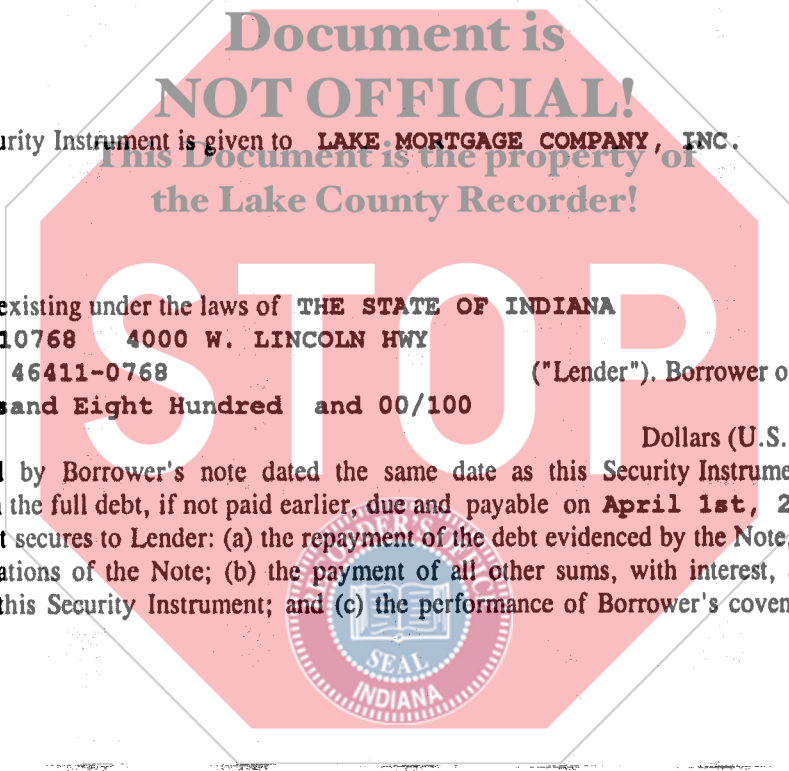 Document is
NOT OFFICIAL!
urity Instrument is given to LAKE MORTGAGE COMPANY, INC.
This Document is the property of
the Lake County Recorder!
STOP
existing under the laws of THE STATE OF INDIANA
10768 4000 W. LINCOLN HWY
46411-0768 ("Lender"). Borrower o
sand Eight Hundred and 00/100
Dollars (U.S.
by Borrower's note dated the same date as this Security Instrume
the full debt, if not paid earlier, due and payable on April 1st, 2
t secures to Lender: (a) the repayment of the debt evidenced by the Note;
ations of the Note; (b) the payment of all other sums, with interest,
this Security Instrument; and (c) the performance of Borrower's coven
SEAL
INDIANA